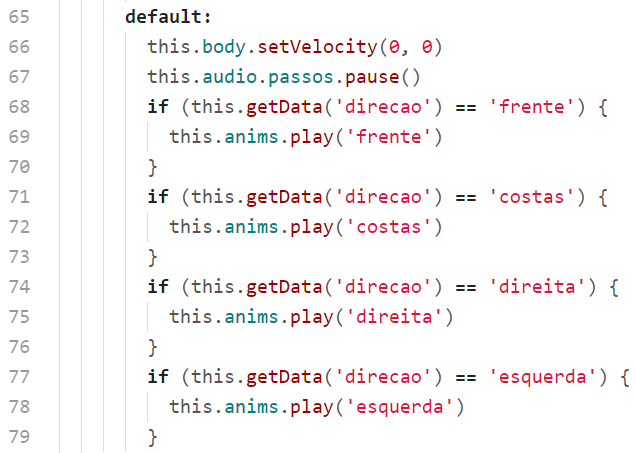 65 default:
66 this.body.setVelocity(0, 0)
67 this.audio.passos.pause()
68 if (this.getData('direcao') == 'frente') {
69 this.anims.play('frente')
70 }
71 if (this.getData('direcao') == 'costas') {
72 this.anims.play('costas')
73 }
74 if (this.getData('direcao') == 'direita') {
75 this.anims.play('direita')
76 }
77 if (this.getData('direcao') == 'esquerda') {
78 this.anims.play('esquerda')
79 }